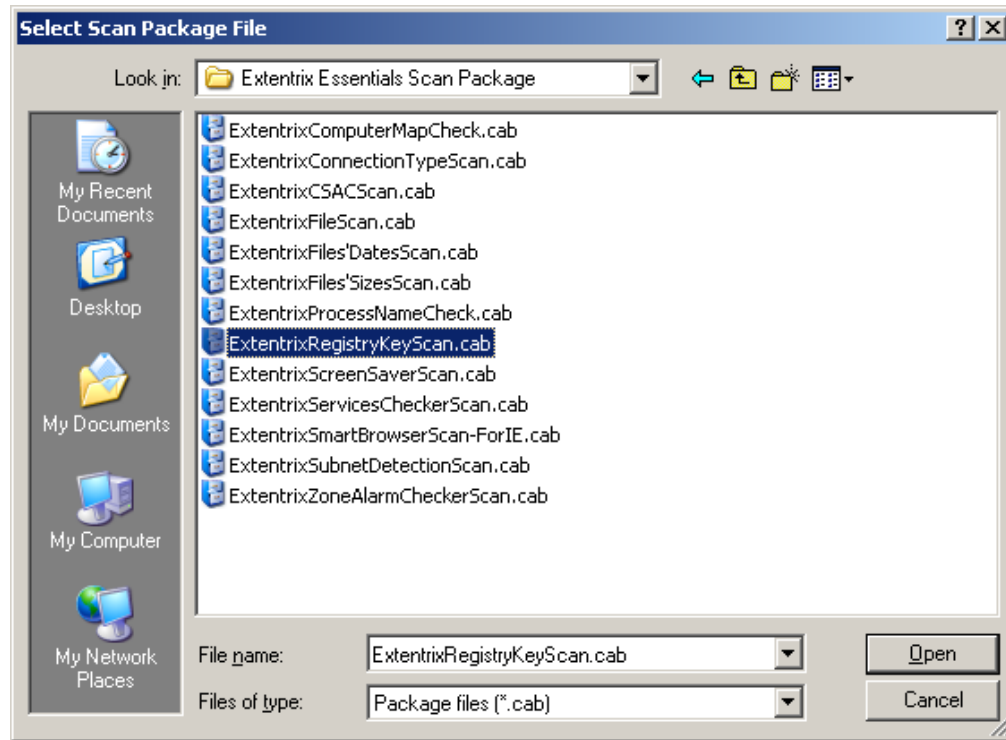 Select Scan Package File
Look in: Extentrix Essentials Scan Package
My Recent
Documents
Desktop
My Documents
My Computer
My Network
Places
ExtentrixComputerMapCheck.cab
ExtentrixConnectionTypeScan.cab
ExtentrixCSACScan.cab
ExtentrixFileScan.cab
ExtentrixFiles'DatesScan.cab
ExtentrixFiles'SizesScan.cab
ExtentrixProcessNameCheck.cab
ExtentrixRegistryKeyScan.cab
ExtentrixScreenSaverScan.cab
ExtentrixServicesCheckerScan.cab
ExtentrixSmartBrowserScan-ForIE.cab
ExtentrixSubnetDetectionScan.cab
ExtentrixZoneAlarmCheckerScan.cab
File name: ExtentrixRegistryKeyScan.cab Open
Files of type: Package files (*.cab) Cancel